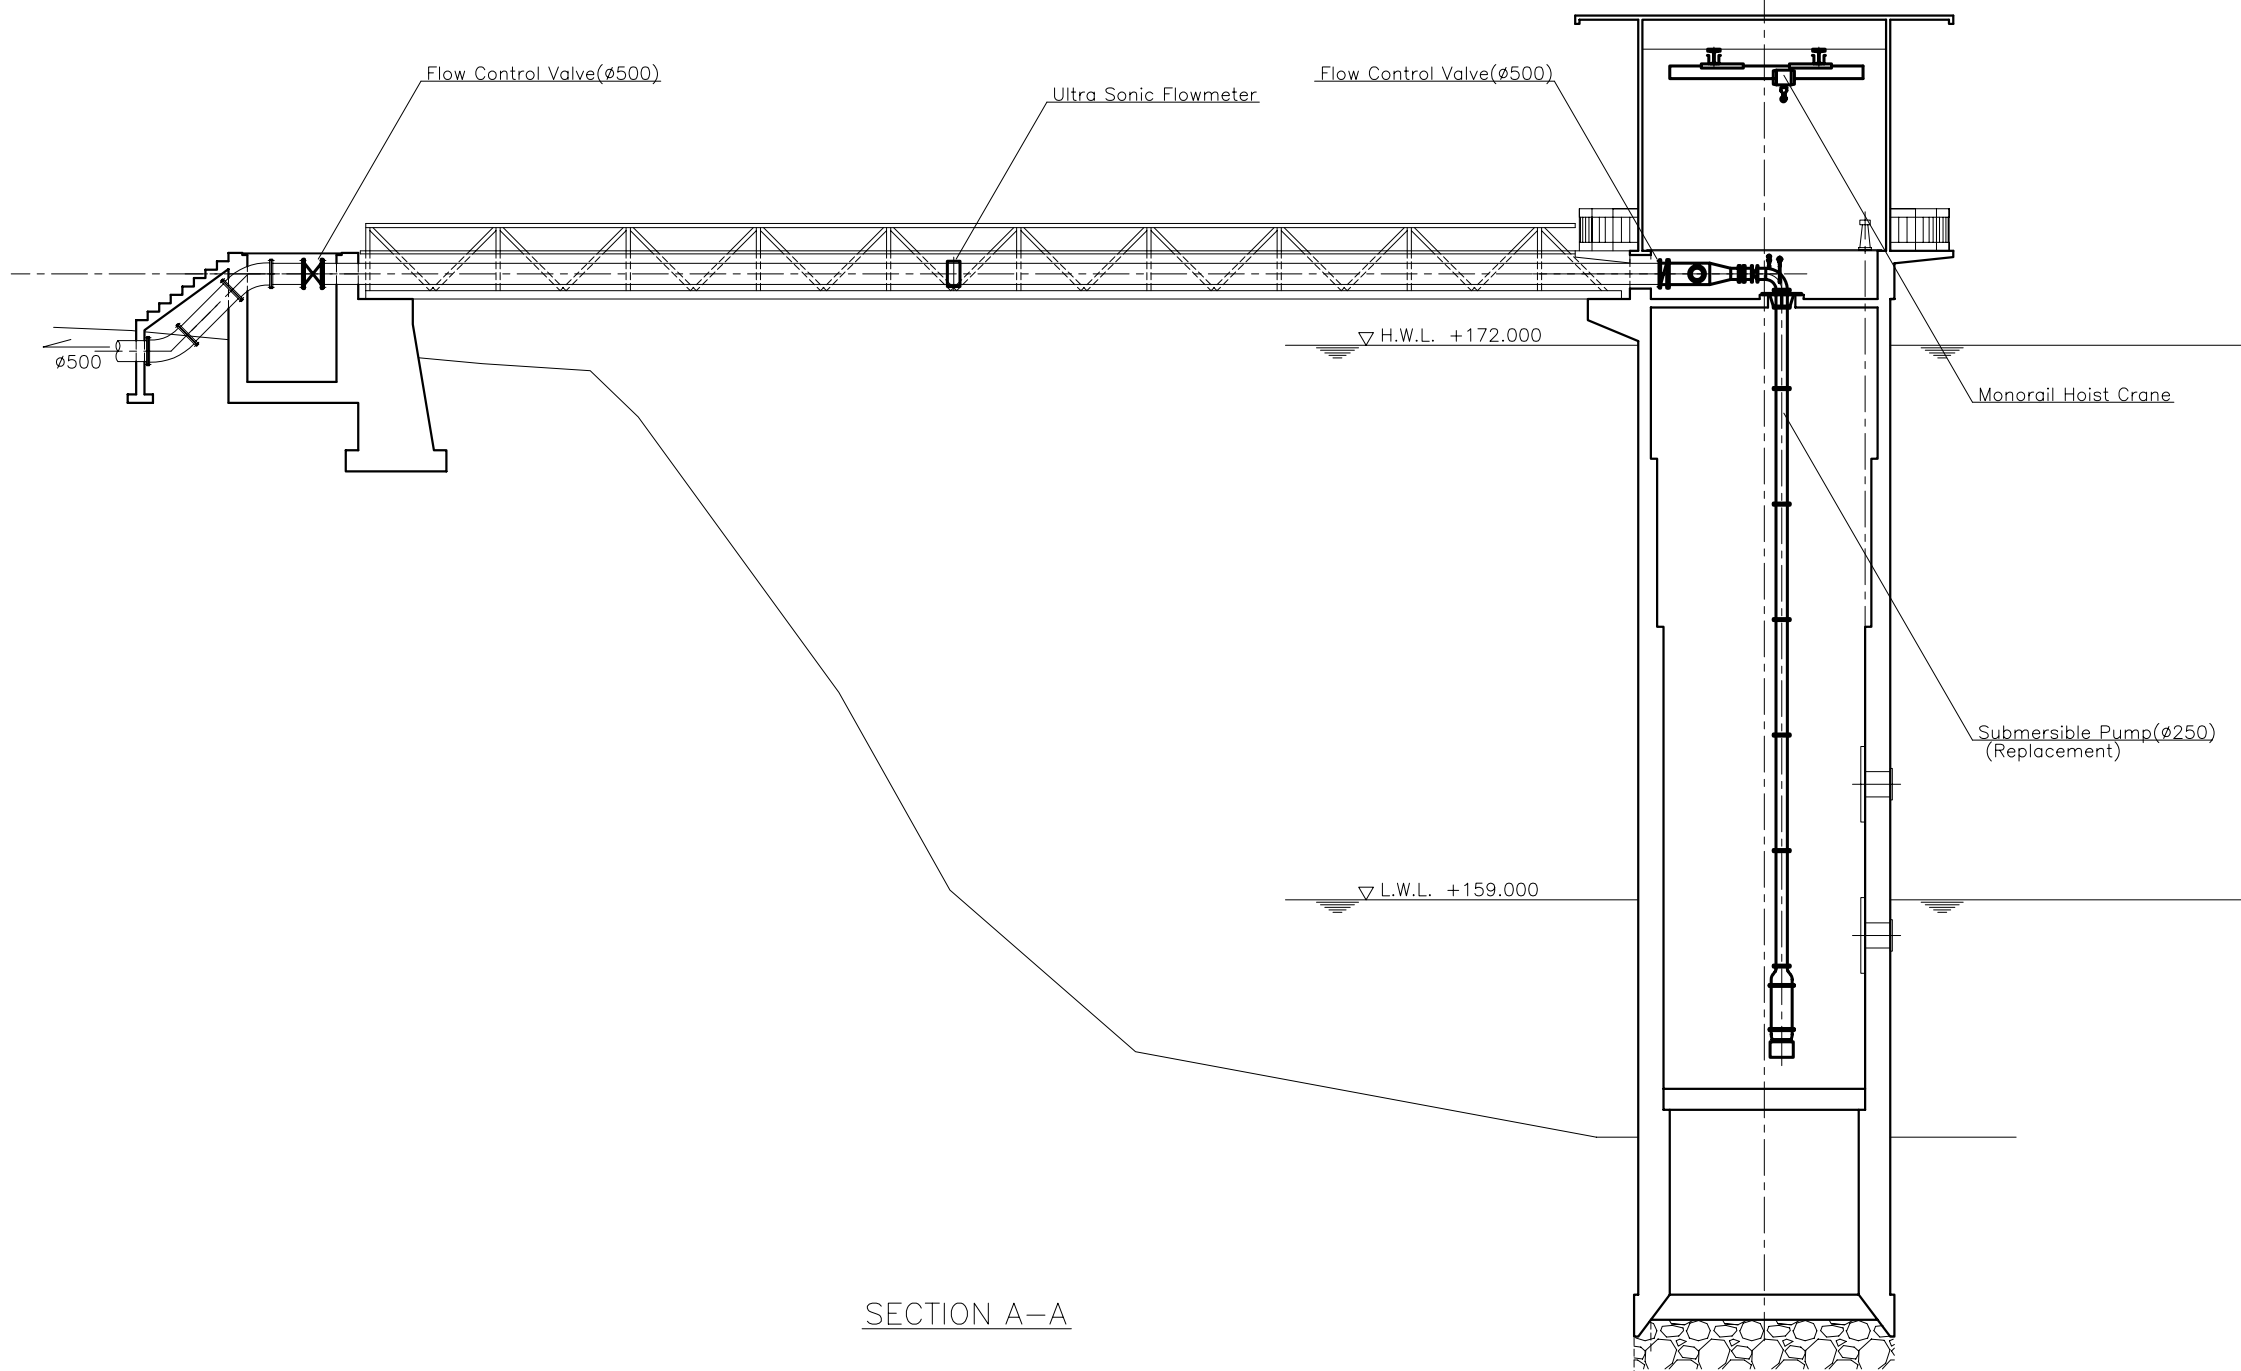 Flow Control Valve(ø500)
Ultra Sonic Flowmeter
Flow Control Valve(ø500)
ø500
H.W.L. +172.000
Monorail Hoist Crane
Submersible Pump(ø250)
(Replacement)
L.W.L. +159.000
SECTION A–A